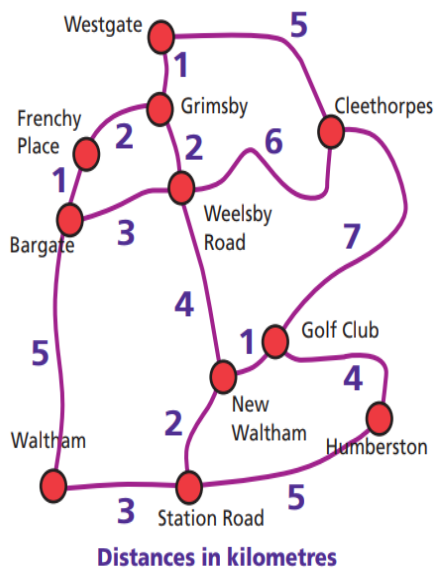 Westgate
5
1
Grimsby
Cleethorpes
Frenchy
Place
2
2
6
1
Bargate
3
Weelsby
Road
7
4
5
1
Golf Club
4
New
Waltham
2
Waltham
Humberston
3
Station Road
5
Distances in kilometres